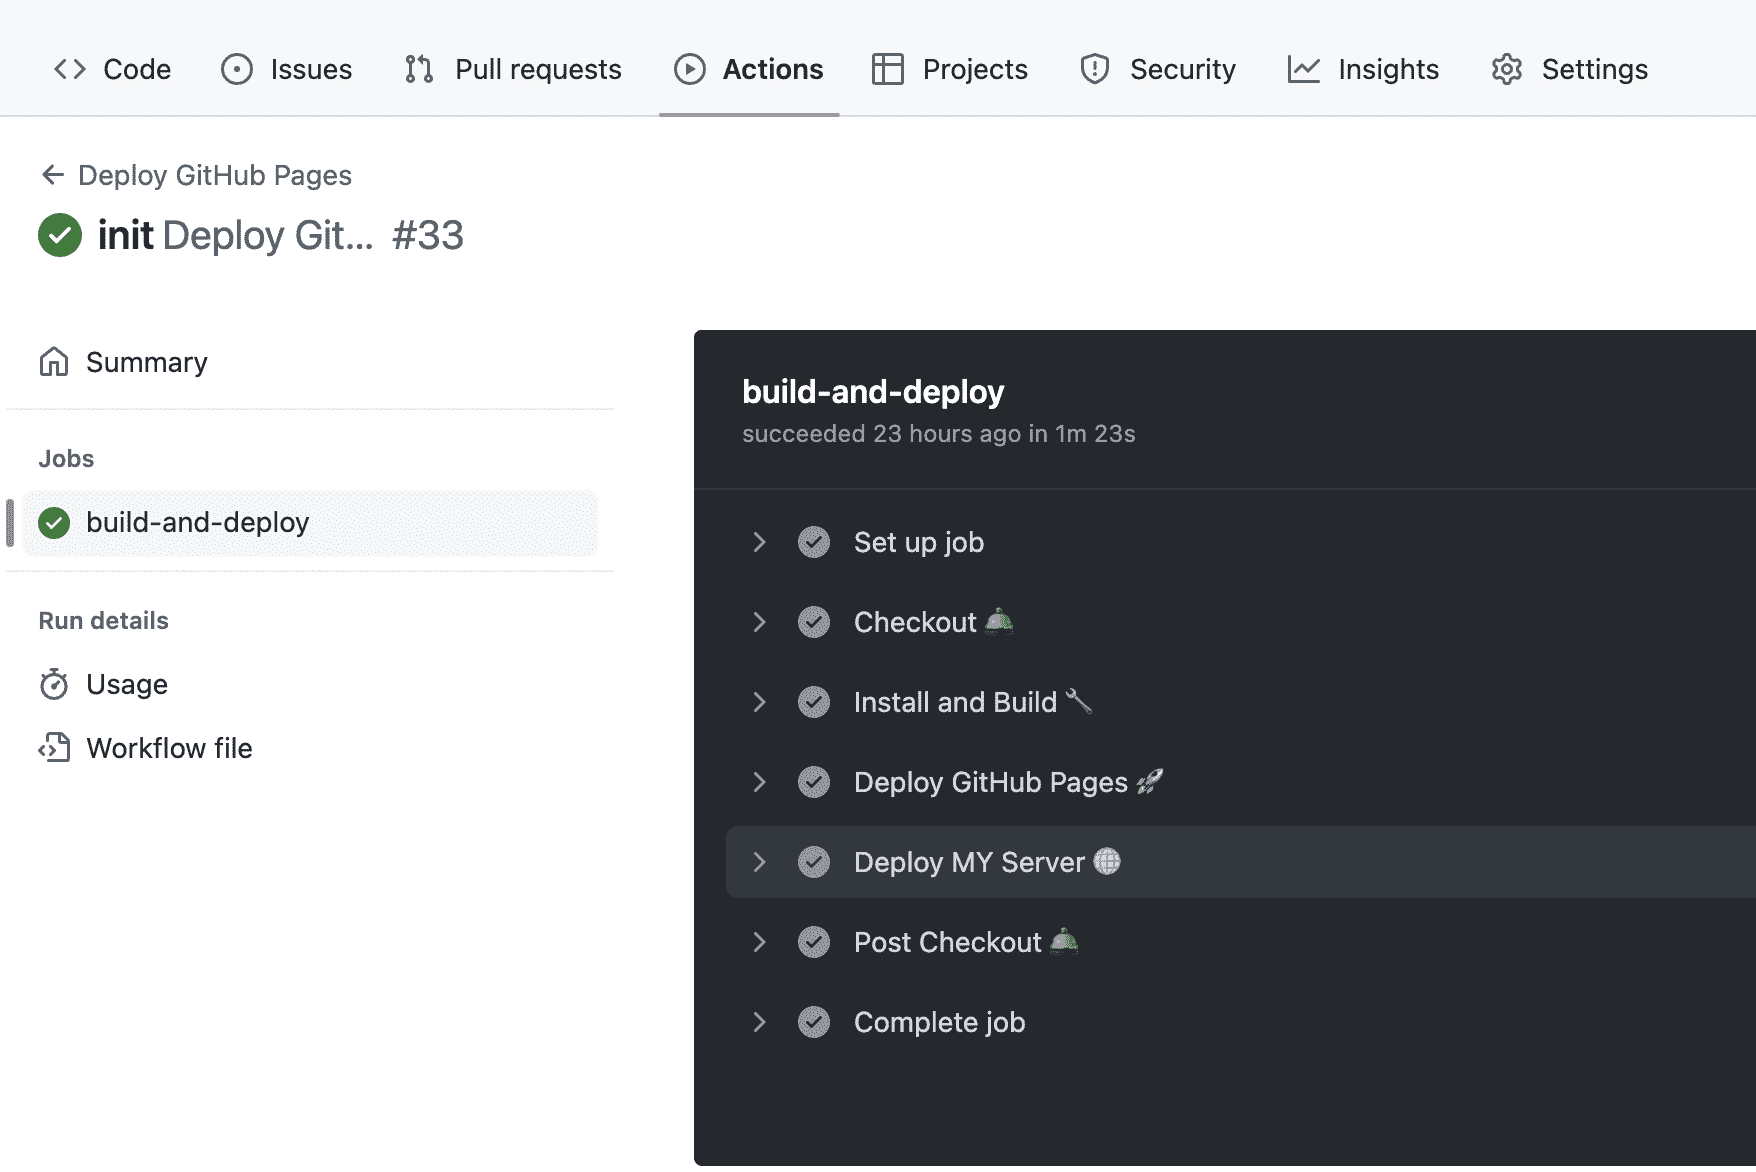 Code Issues Pull requests Actions Projects Security Insights Settings
← Deploy GitHub Pages
init Deploy Git... #33
Summary
Jobs
build-and-deploy
Run details
Usage
Workflow file
build-and-deploy
succeeded 23 hours ago in 1m 23s
Set up job
Checkout 🛎️
Install and Build 🔧
Deploy GitHub Pages 🚀
Deploy MY Server 🌐
Post Checkout 🛎️
Complete job